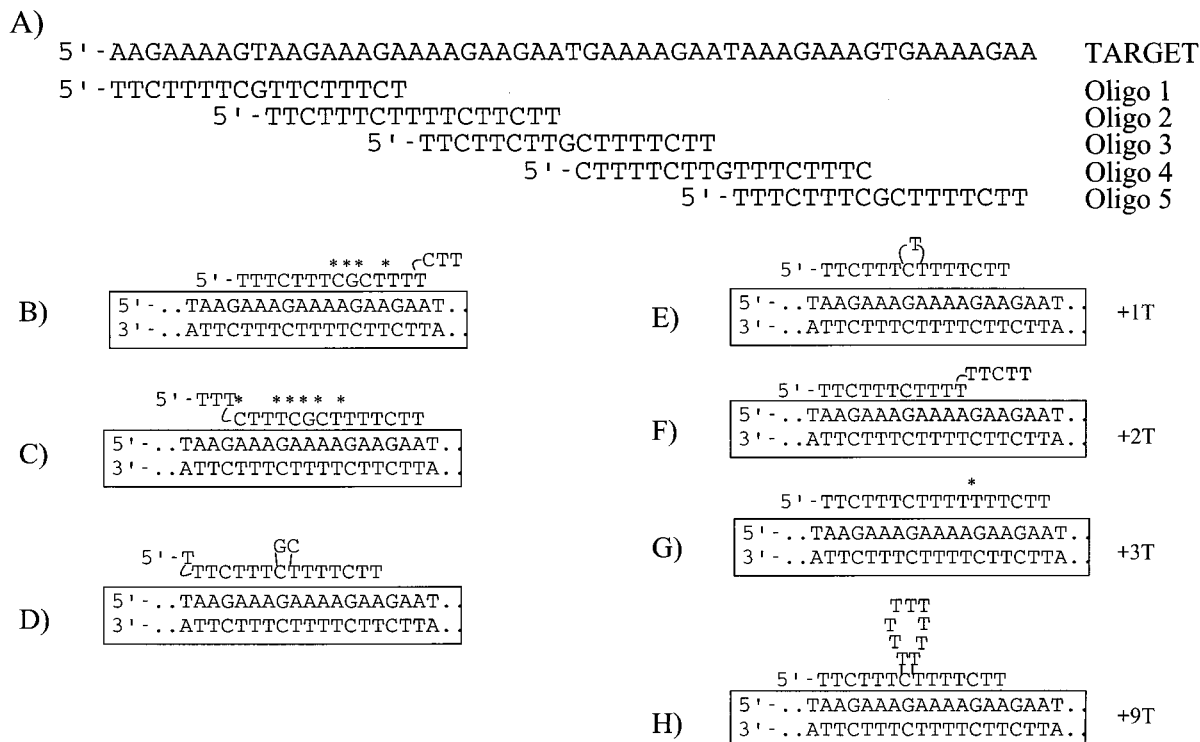 A)
5'-AAGAAAAGTAAGAAAGAAAAGAAGAATGAAAAGAATAAAGAAAGTGAAAAGAA TARGET
5'-TTCTTTTCGTTCTTTCT Oligo 1
5'-TTCTTTCTTTTCTTCTT Oligo 2
5'-TTCTTCTTGCTTTTCTT Oligo 3
5'-CTTTTCTTGTTTCTTTC Oligo 4
5'-TTTCTTTCGCTTTTCTT Oligo 5
*** * CTT
5'-TTTCTTTCGCTTTT
B) 5'-..TAAGAAAGAAAAGAAGAAT..
3'-..ATTCTTTCTTTTCTTCTTA..
5'-TTT* **** *
CTTTCGCTTTTCTT
C) 5'-..TAAGAAAGAAAAGAAGAAT..
3'-..ATTCTTTCTTTTCTTCTTA..
GC
5'-T
TTCTTTCTTTTCTT
D) 5'-..TAAGAAAGAAAAGAAGAAT..
3'-..ATTCTTTCTTTTCTTCTTA..
T
5'-TTCTTTCTTTTCTT
E) 5'-..TAAGAAAGAAAAGAAGAAT.. +1T
3'-..ATTCTTTCTTTTCTTCTTA..
TTCTT
5'-TTCTTTCTTTT
F) 5'-..TAAGAAAGAAAAGAAGAAT.. +2T
3'-..ATTCTTTCTTTTCTTCTTA..
*
5'-TTCTTTCTTTTTTTCTT
G) 5'-..TAAGAAAGAAAAGAAGAAT.. +3T
3'-..ATTCTTTCTTTTCTTCTTA..
TTT
T T
T T
TT
5'-TTCTTTCTTTTCTT
H) 5'-..TAAGAAAGAAAAGAAGAAT.. +9T
3'-..ATTCTTTCTTTTCTTCTTA..